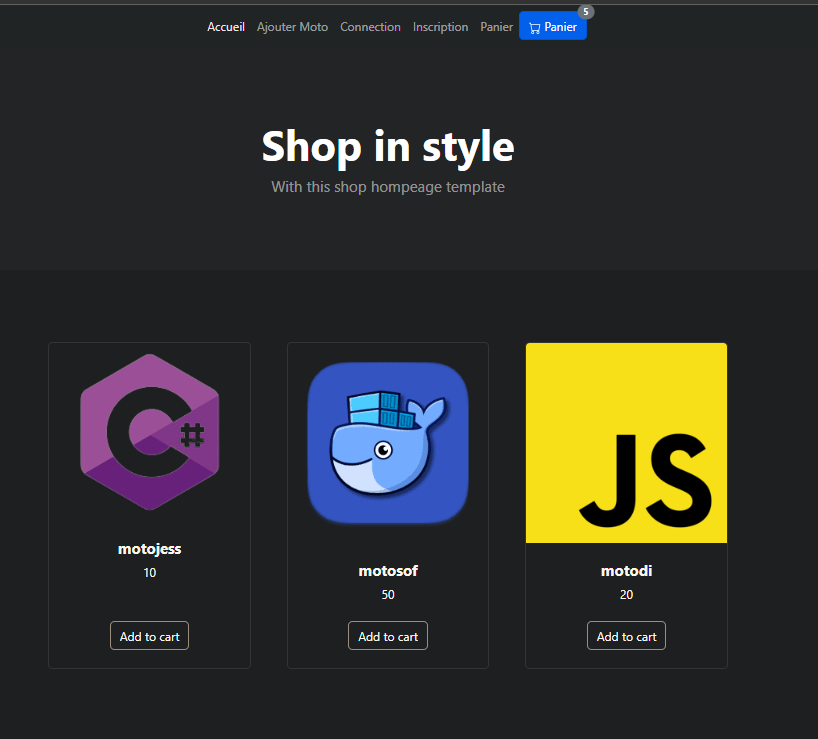 Accueil Ajouter Moto Connection Inscription Panier Panier 5
Shop in style
With this shop hompeage template
C#
JS
motojess
motosof
motodi
10
50
20
Add to cart
Add to cart
Add to cart